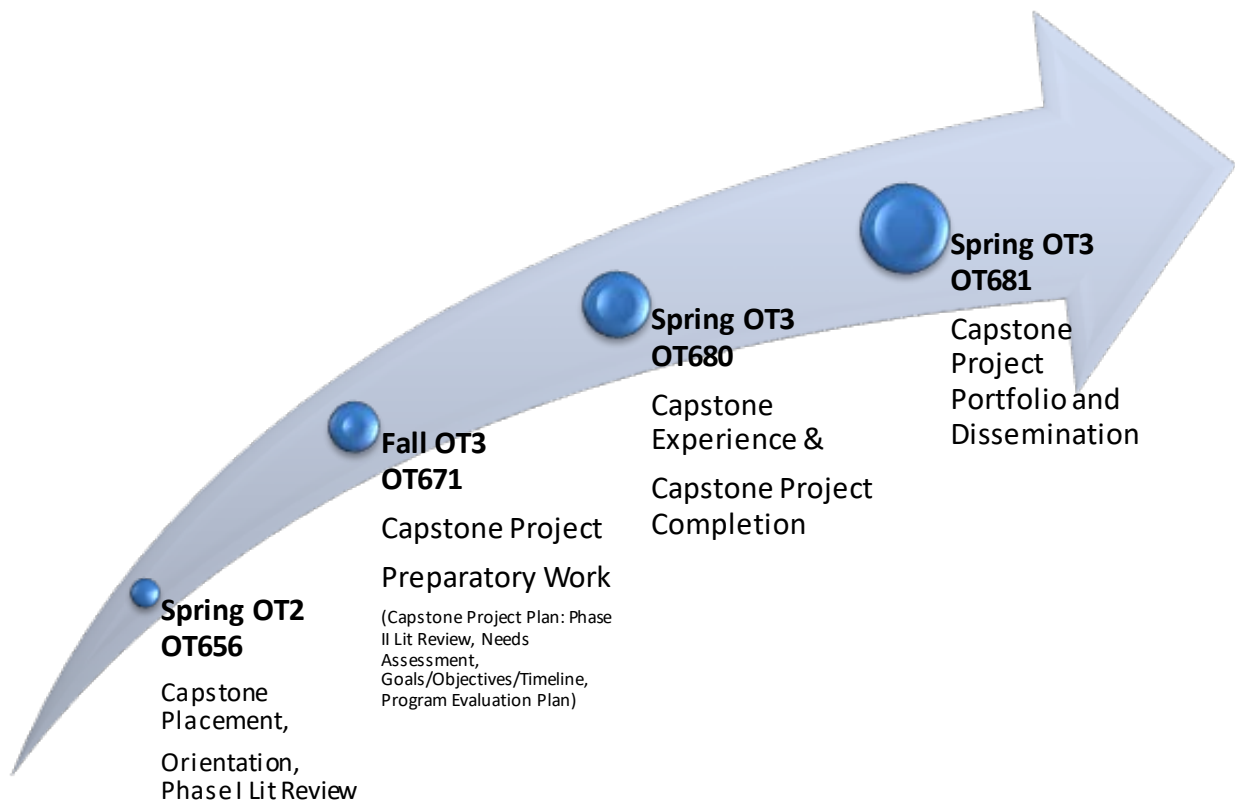 Spring OT2
OT656
Capstone
Placement,
Orientation,
Phase I Lit Review
Fall OT3
OT671
Capstone Project
Preparatory Work
(Capstone Project Plan: Phase
II Lit Review, Needs
Assessment,
Goals/Objectives/Timeline,
Program Evaluation Plan)
Spring OT3
OT680
Capstone
Experience &
Capstone Project
Completion
Spring OT3
OT681
Capstone
Project
Portfolio and
Dissemination